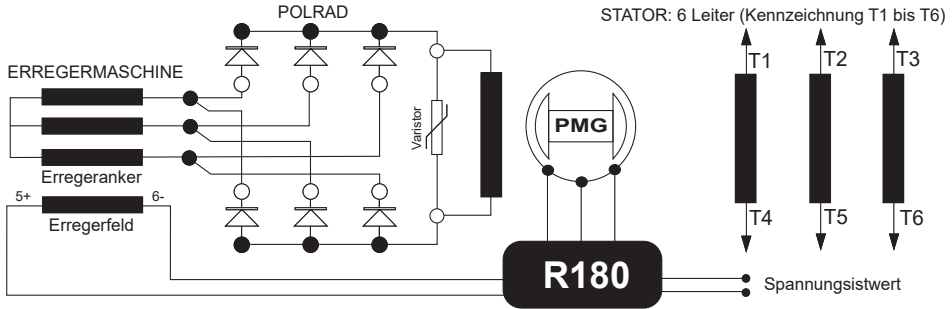 POLRAD
STATOR: 6 Leiter (Kennzeichnung T1 bis T6)
ERREGERMASCHINE
T1
T2
T3
Varistor
PMG
Erregeranker
5+
6-
Erregerfeld
T4
T5
T6
R180
Spannungsistwert